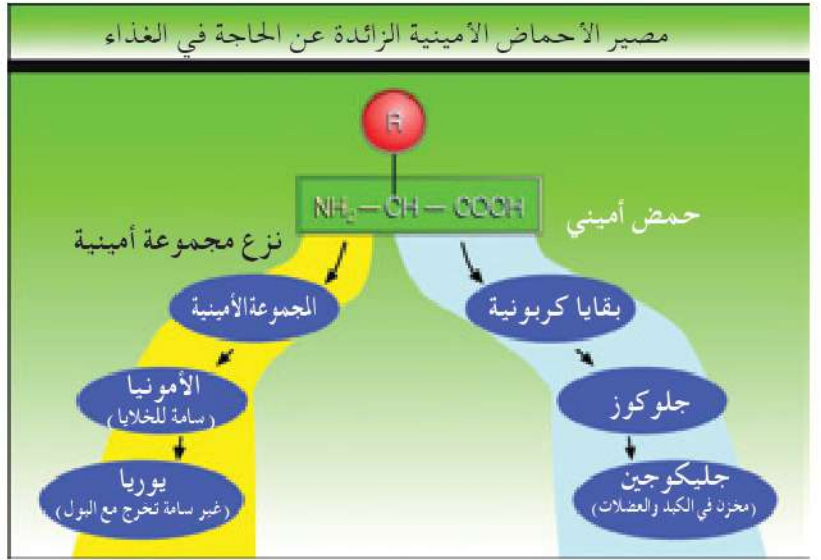 مصير الأحماض الأمينية الزائدة عن الحاجة في الغذاء
R
NH₂ — CH — COOH
حمض أميني
نزع مجموعة أمينية
بقايا كربونية
المجموعة الأمينية
جلوكوز
الأمونيا
(سامة للخلايا)
جليكوجين
(مخزن في الكبد والعضلات)
يوريا
(غير سامة تخرج مع البول)